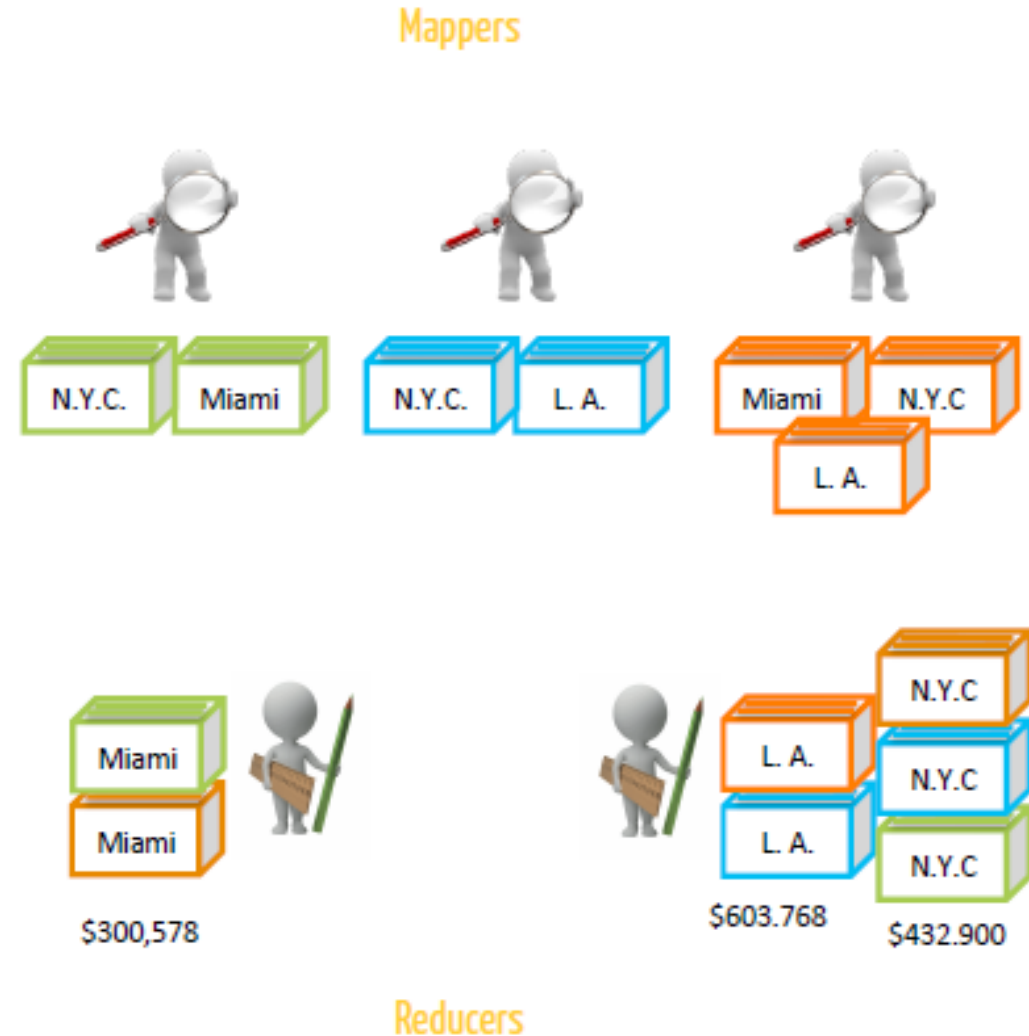 Mappers
N.Y.C.
Miami
N.Y.C.
L. A.
Miami
N.Y.C
L. A.
Miami
Miami
$300,578
L. A.
L. A.
$603.768
N.Y.C
N.Y.C
N.Y.C
$432.900
Reducers